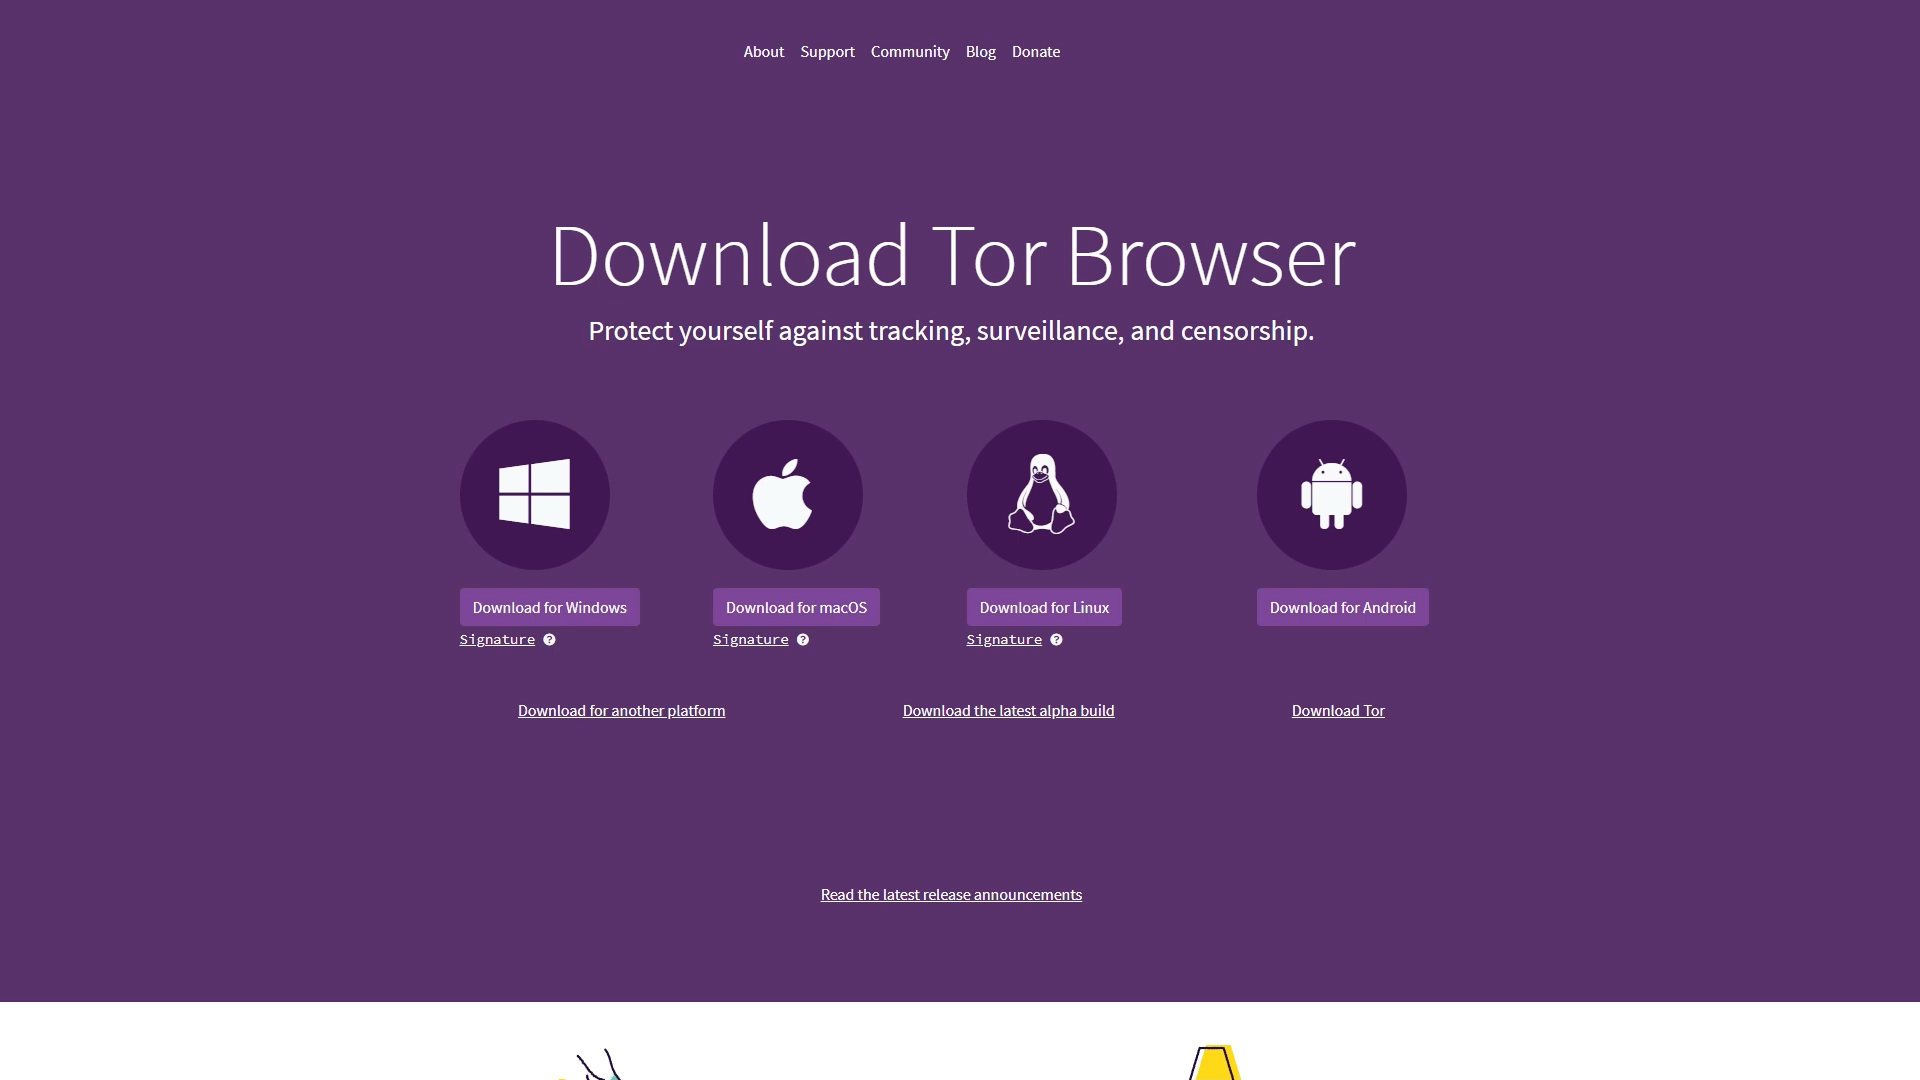 About Support Community Blog Donate
Download Tor Browser
Protect yourself against tracking, surveillance, and censorship.
Download for Windows
Signature ?
Download for macOS
Signature ?
Download for Linux
Signature ?
Download for Android
Download for another platform
Download the latest alpha build
Download Tor
Read the latest release announcements